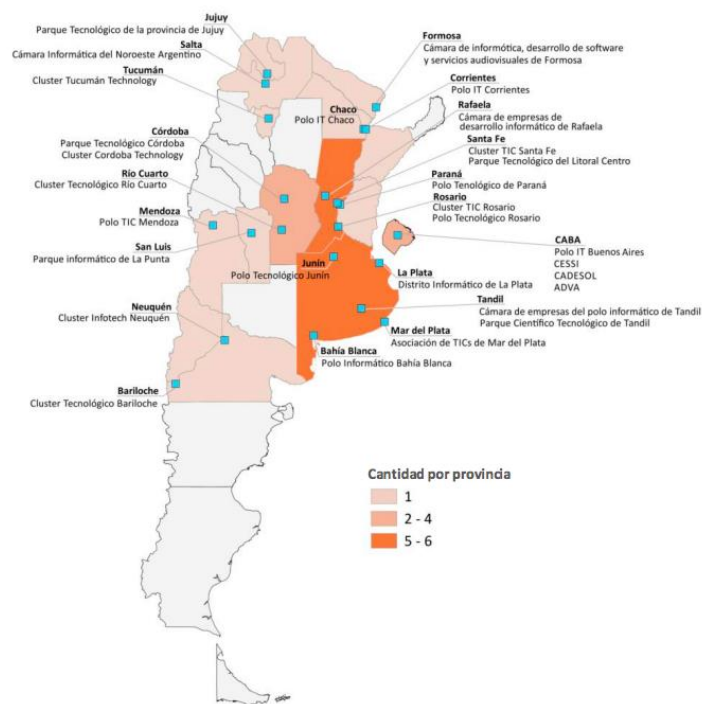 Jujuy
Parque Tecnológico de la provincia de Jujuy
Salta
Cámara Informática del Noroeste Argentino
Tucumán
Cluster Tucumán Technology
Córdoba
Parque Tecnológico Córdoba
Cluster Cordoba Technology
Río Cuarto
Cluster Tecnológico Río Cuarto
Mendoza
Polo TIC Mendoza
San Luis
Parque informático de La Punta
Neuquén
Cluster Infotech Neuquén
Bariloche
Cluster Tecnológico Bariloche
Chaco
Polo IT Chaco
Junín
Polo Tecnológico Junín
Formosa
Cámara de informótica, desarrollo de software
y servicios audiovisuales de Formosa
Corrientes
Polo IT Corrientes
Rafaela
Cámara de empresas de
desarrollo informático de Rafaela
Santa Fe
Cluster TIC Santa Fe
Parque Tecnológico del Litoral Centro
Paraná
Polo Tenológico de Paraná
Rosario
Cluster TIC Rosario
Polo Tecnológico Rosario
CABA
Polo IT Buenos Aires
CESSI
CADESOL
ADVA
La Plata
Distrito Informático de La Plata
Tandil
Cámara de empresas del polo informático de Tandil
Parque Científico Tecnológico de Tandil
Mar del Plata
Asociación de TICs de Mar del Plata
Bahía Blanca
Polo Informático Bahía Blanca
Cantidad por provincia
1
2 - 4
5 - 6